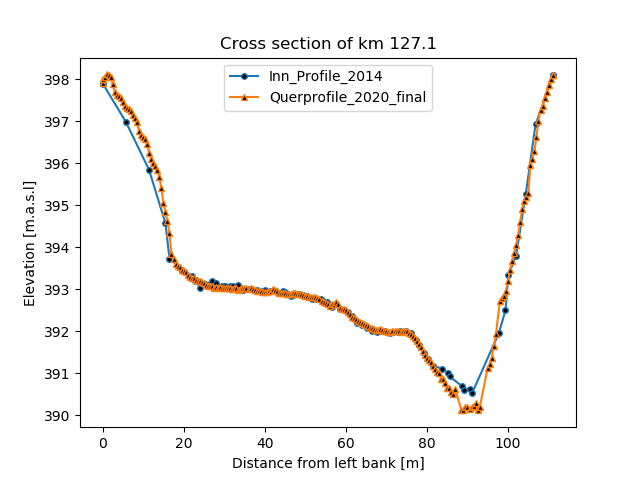 Cross section of km 127.1
Inn_Profile_2014
Querprofile_2020_final
398
397
396
395
394
393
392
391
390
Elevation [m.a.s.l]
0 20 40 60 80 100
Distance from left bank [m]